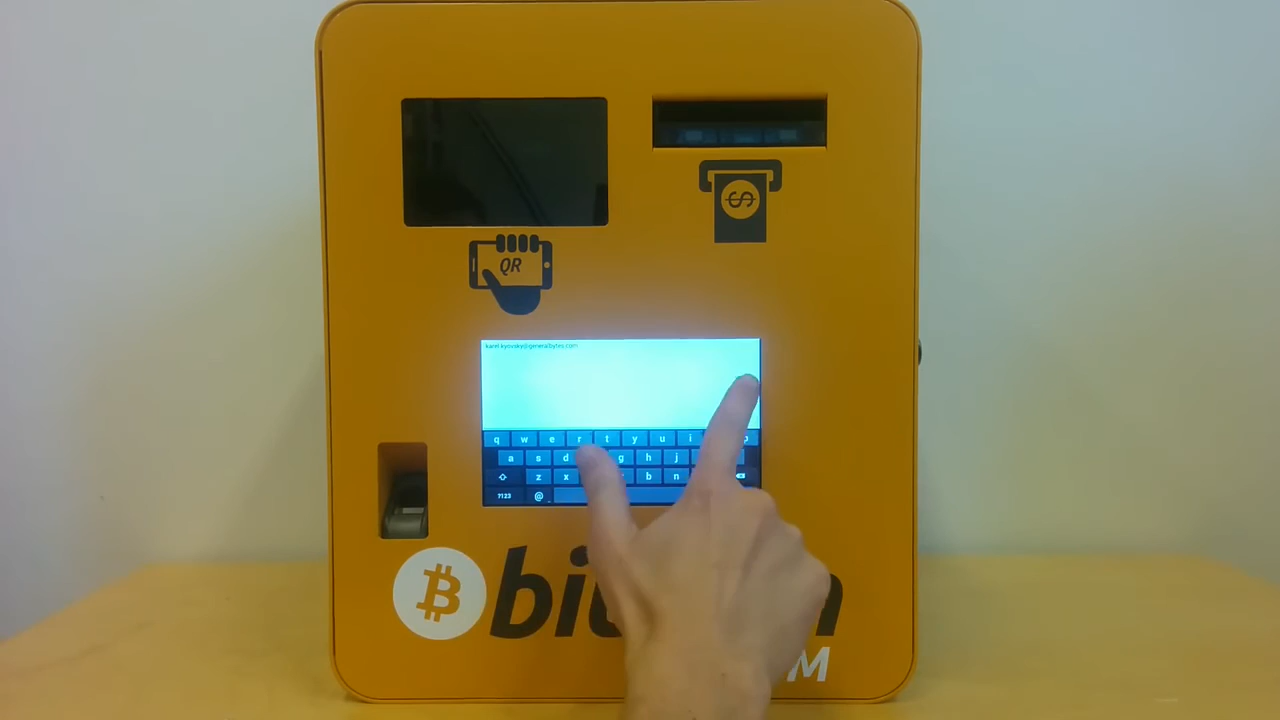 QR
karel.kyovsky@generalbytes.com
q w e r t y u i p
a s d g h j
z x b n
?123 @